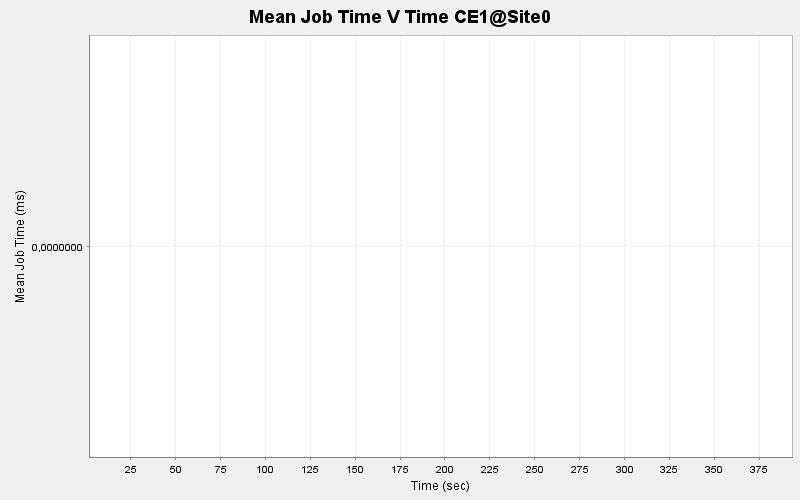 Mean Job Time V Time CE1@Site0
Mean Job Time (ms)
0,0000000
25 50 75 100 125 150 175 200 225 250 275 300 325 350 375
Time (sec)